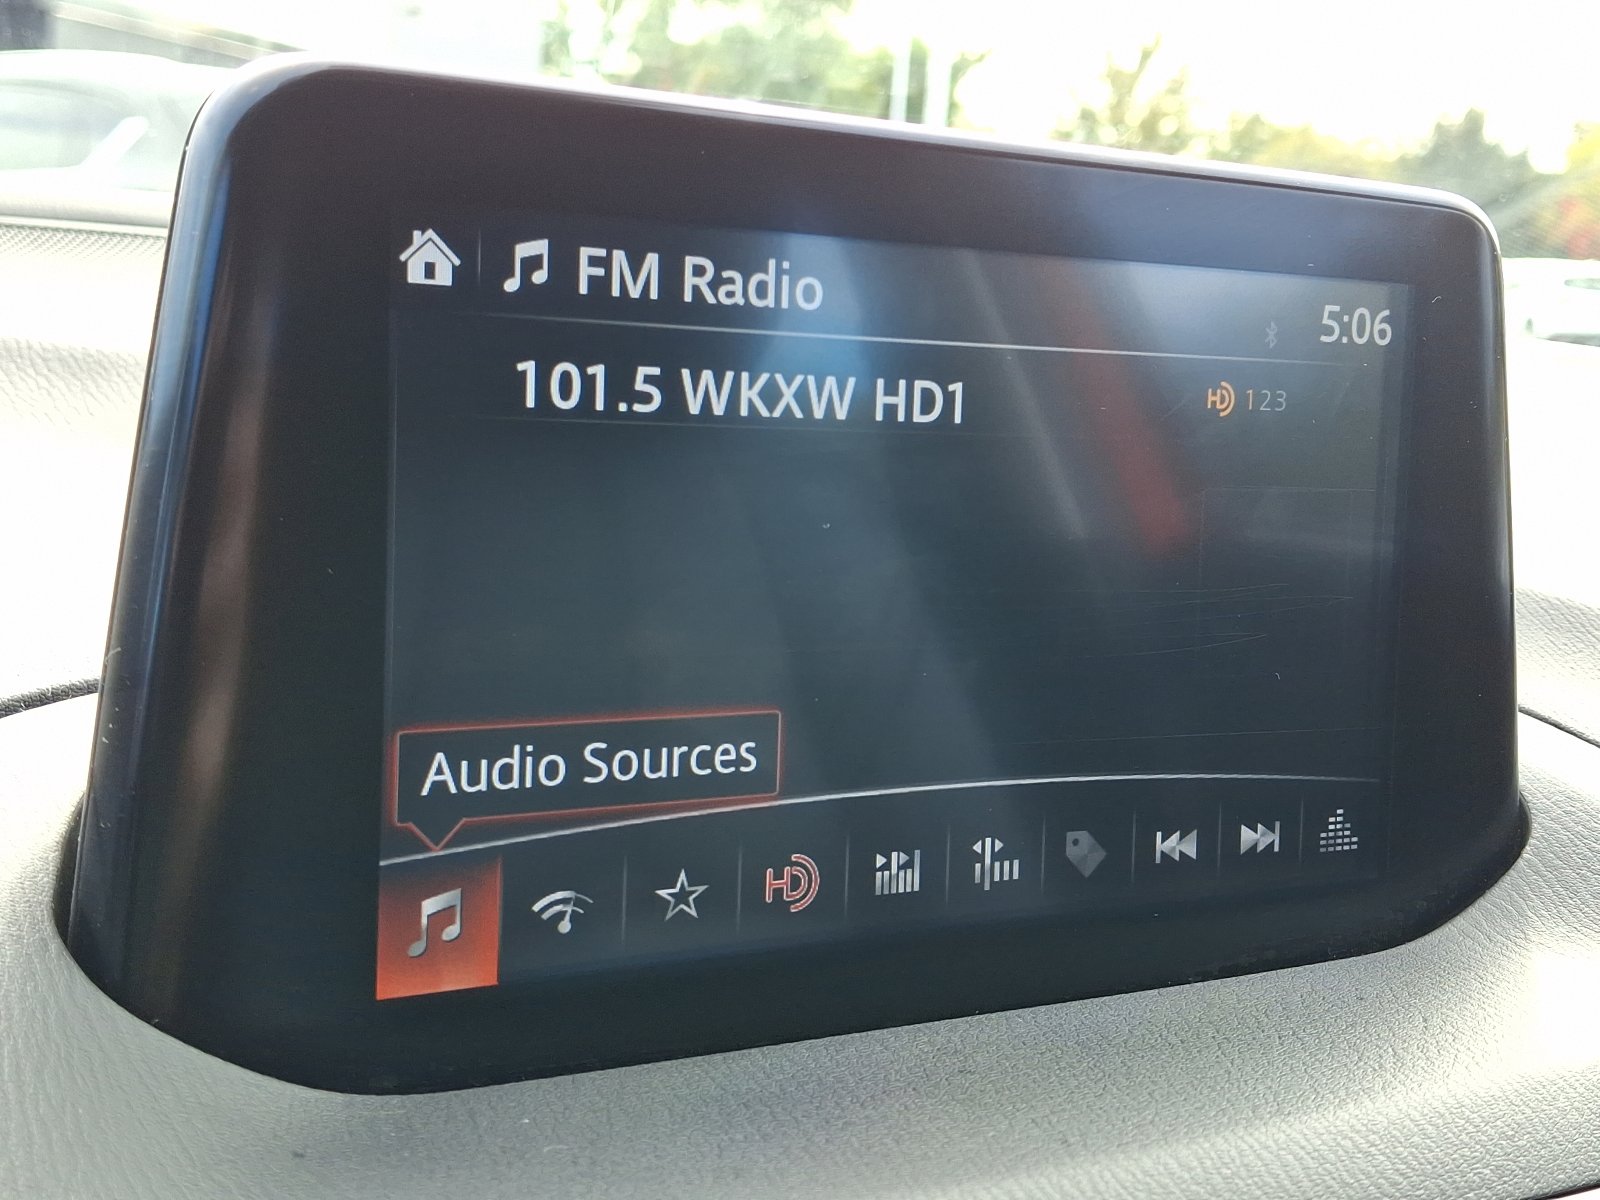 FM Radio
5:06
101.5 WKXW HD1
HD 123
Audio Sources
HD